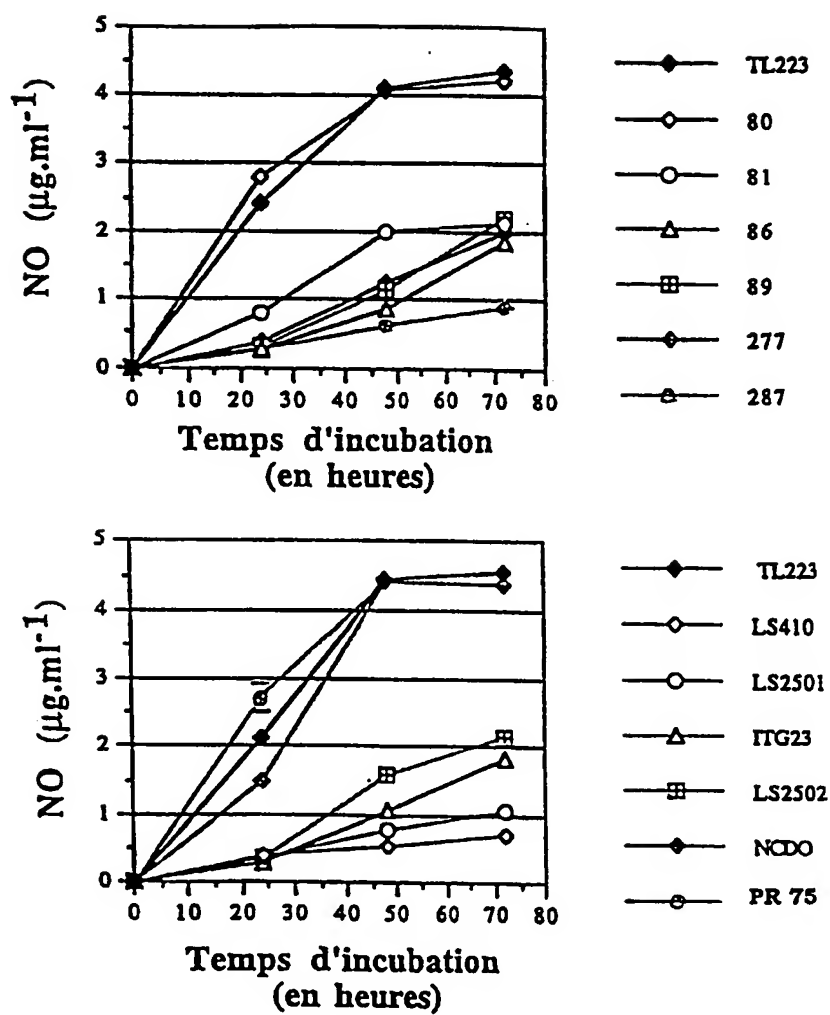 5
4
3
2
1
0
NO (µg.ml-1)
0 10 20 30 40 50 60 70 80
Temps d'incubation
(en heures)
TL223
80
81
86
89
277
287
5
4
3
2
1
0
NO (µg.ml-1)
0 10 20 30 40 50 60 70 80
Temps d'incubation
(en heures)
TL223
LS410
LS2501
ITG23
LS2502
NCDO
PR 75